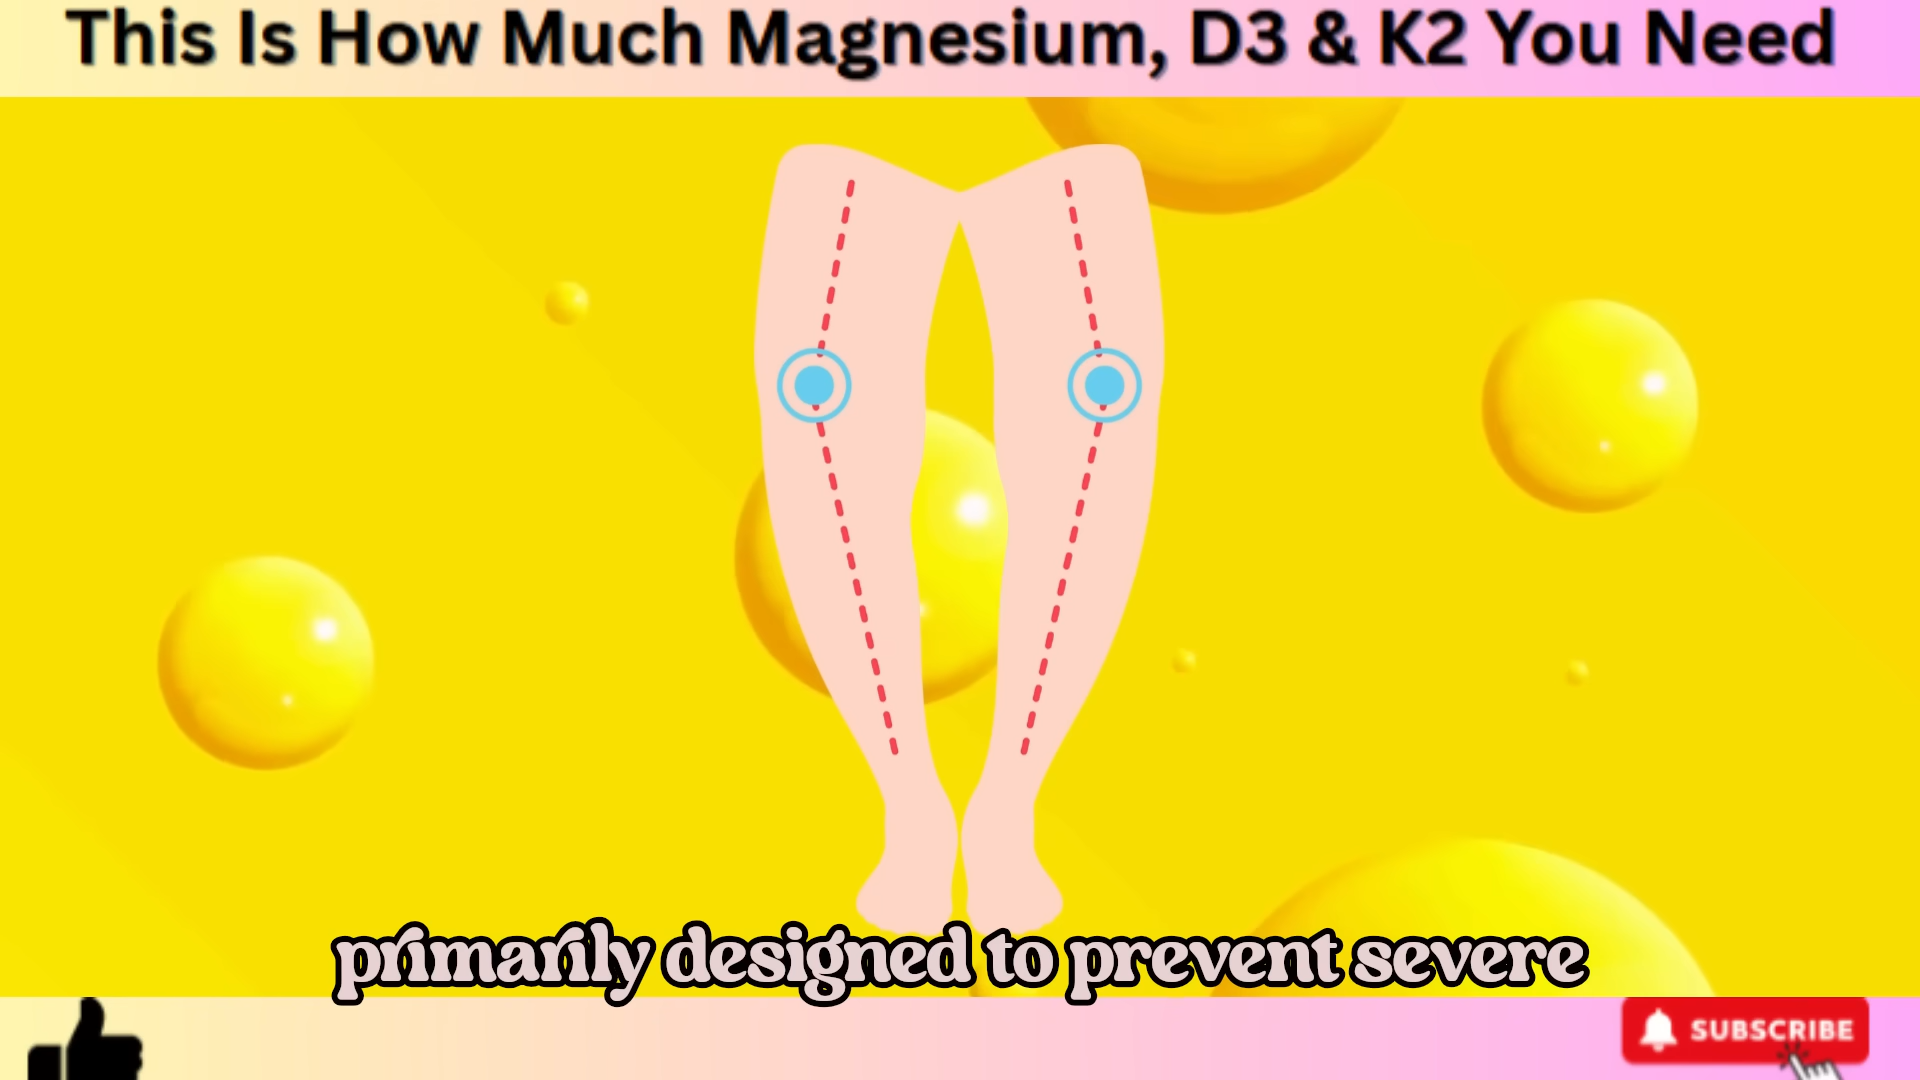 This Is How Much Magnesium, D3 & K2 You Need
primarily designed to prevent severe
SUBSCRIBE